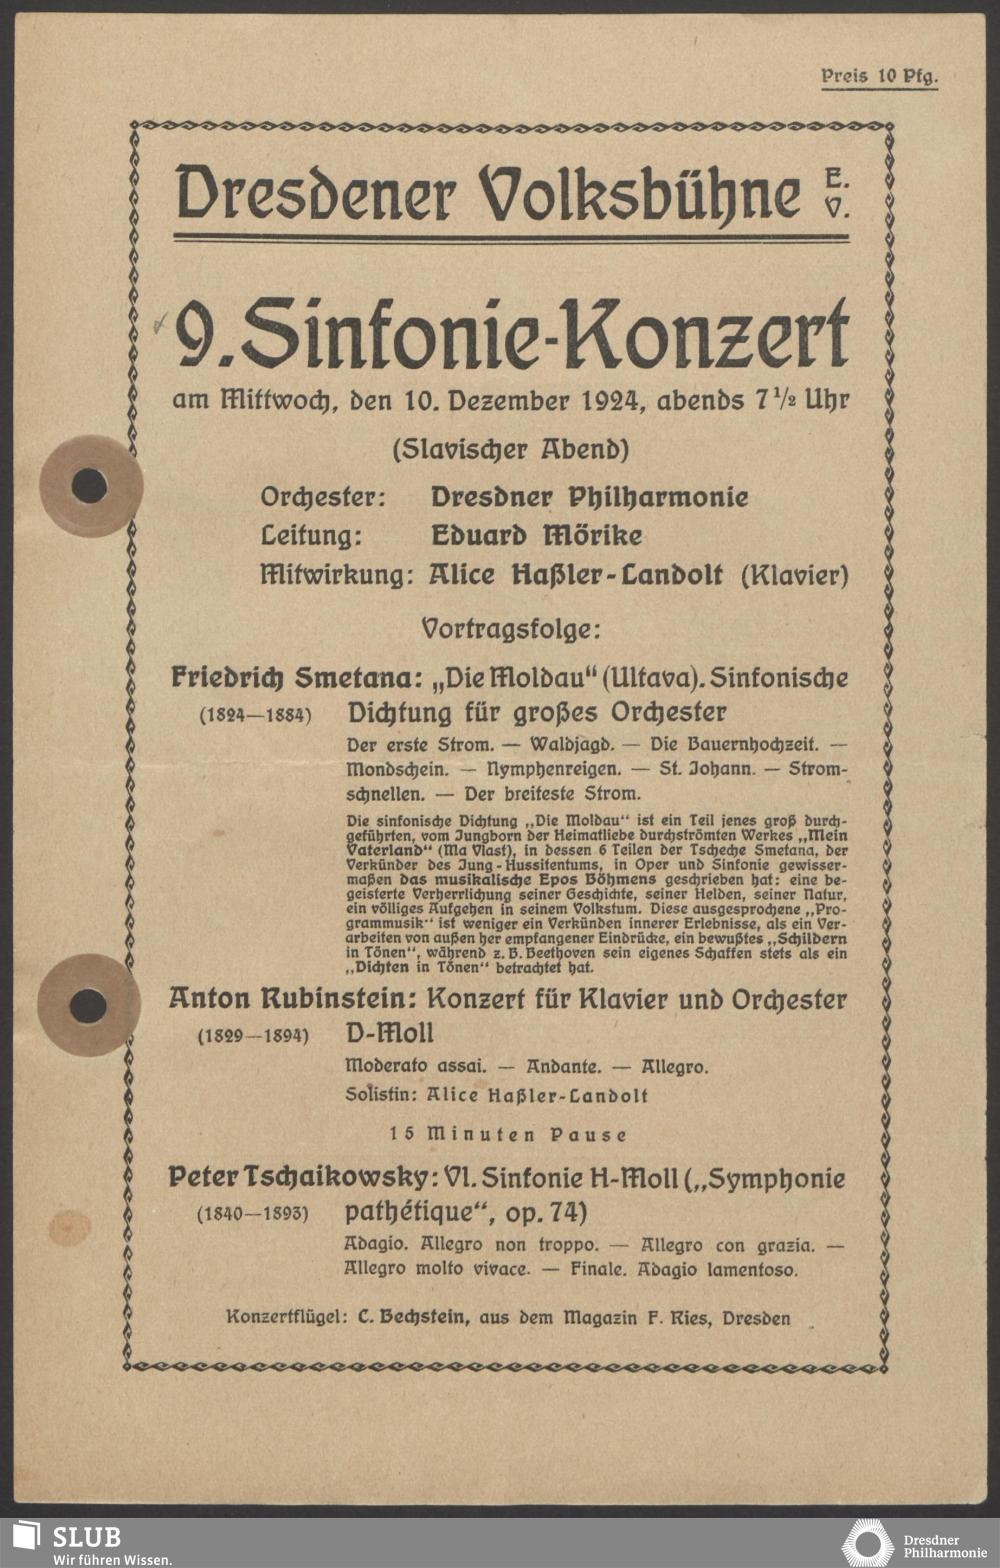 Preis 10 Pfg.
Dresdener Volksbühne E. V.
9. Sinfonie-Konzert
am Mittwoch, den 10. Dezember 1924, abends 7 1/2 Uhr
(Slavischer Abend)
Orchester: Dresdner Philharmonie
Leitung: Eduard Mörike
Mitwirkung: Alice Haßler-Landolt (Klavier)
Vortragsfolge:
Friedrich Smetana: „Die Moldau“ (Ultava). Sinfonische
(1824—1884) Dichtung für großes Orchester
Der erste Strom. — Waldjagd. — Die Bauernhochzeit. —
Mondschein. — Nymphenreigen. — St. Johann. — Strom-
schnellen. — Der breiteste Strom.
Die sinfonische Dichtung „Die Moldau“ ist ein Teil jenes groß durch-
geführten, vom Jungborn der Heimatliebe durchströmten Werkes „Mein
Vaterland“ (Ma Vlast), in dessen 6 Teilen der Tscheche Smetana, der
Verkünder des Jung-Hussitentums, in Oper und Sinfonie gewisser-
maßen das musikalische Epos Böhmens geschrieben hat: eine be-
geisterte Verherrlichung seiner Geschichte, seiner Helden, seiner Natur,
ein völliges Aufgehen in seinem Volkstum. Diese ausgesprochene „Pro-
grammusik“ ist weniger ein Verkünden innerer Erlebnisse, als ein Ver-
arbeiten von außen her empfangener Eindrücke, ein bewußtes „Schildern
in Tönen“, während z. B. Beethoven sein eigenes Schaffen stets als ein
„Dichten in Tönen“ betrachtet hat.
Anton Rubinstein: Konzert für Klavier und Orchester
(1829—1894) D-Moll
Moderato assai. — Andante. — Allegro.
Solistin: Alice Haßler-Landolt
15 Minuten Pause
Peter Tschaikowsky: VI. Sinfonie H-Moll („Symphonie
(1840—1893) pathétique“, op. 74)
Adagio. Allegro non troppo. — Allegro con grazia. —
Allegro molto vivace. — Finale. Adagio lamentoso.
Konzertflügel: C. Bechstein, aus dem Magazin F. Ries, Dresden
SLUB
Wir führen Wissen.
Dresdner
Philharmonie